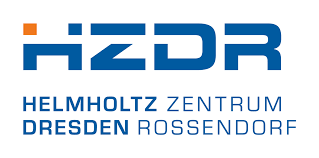 HZDR
HELMHOLTZ ZENTRUM
DRESDEN ROSSENDORF